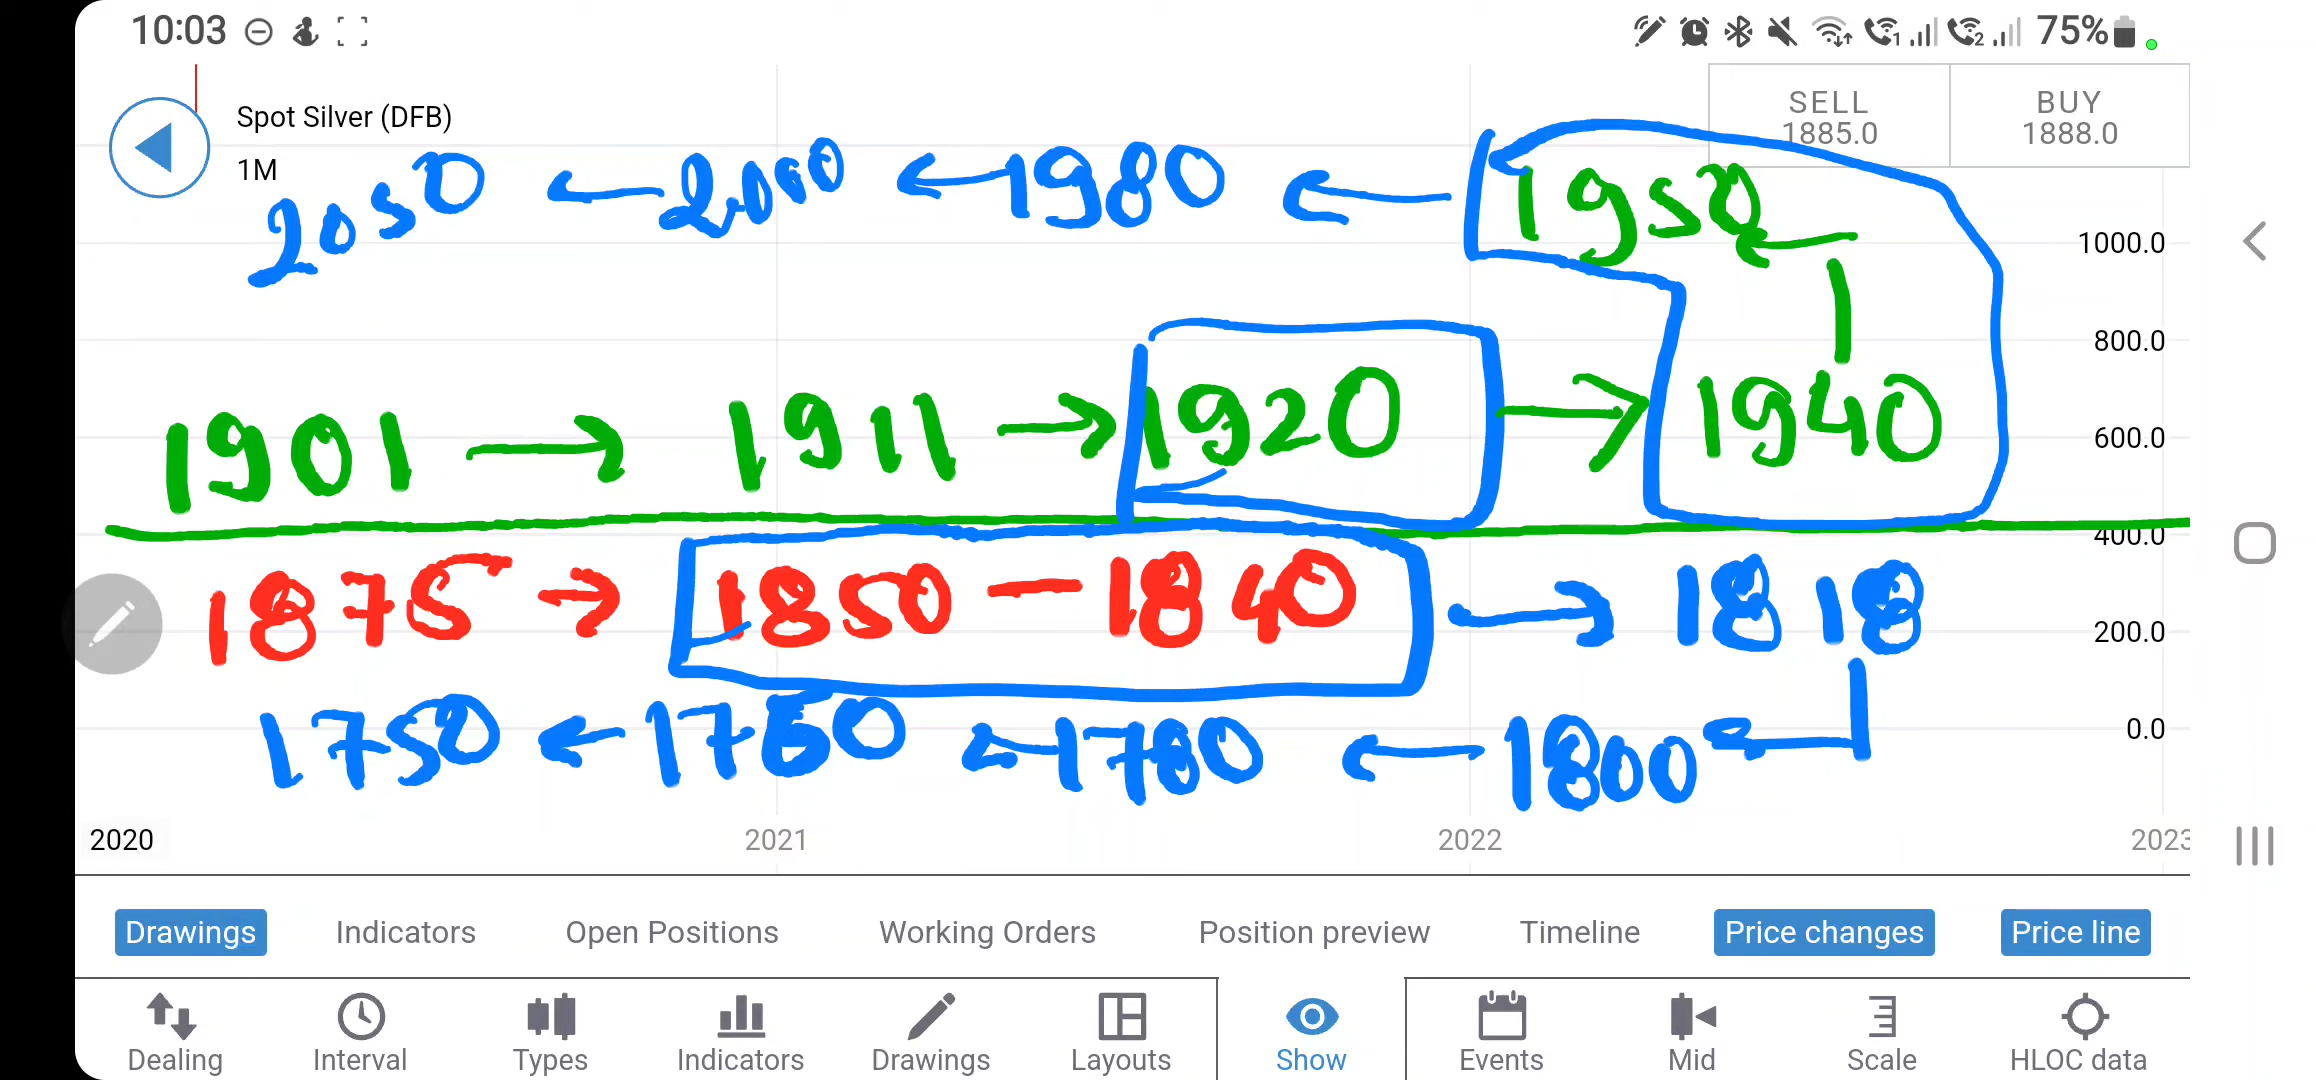 10:03 1 2 75%
SELL BUY
1885.0 1888.0
Spot Silver (DFB)
1M
2050 ← 2000 ← 1980 ← 1950 ←
1000.0
800.0
1901 → 1911 → 1920 → 1940
600.0
400.0
1875 → 1850 – 1840 → 1818
200.0
1750 ← 1760 ← 1780 ← 1800 ←
0.0
2020 2021 2022 2023
Drawings Indicators Open Positions Working Orders Position preview Timeline Price changes Price line
Dealing Interval Types Indicators Drawings Layouts Show Events Mid Scale HLOC data